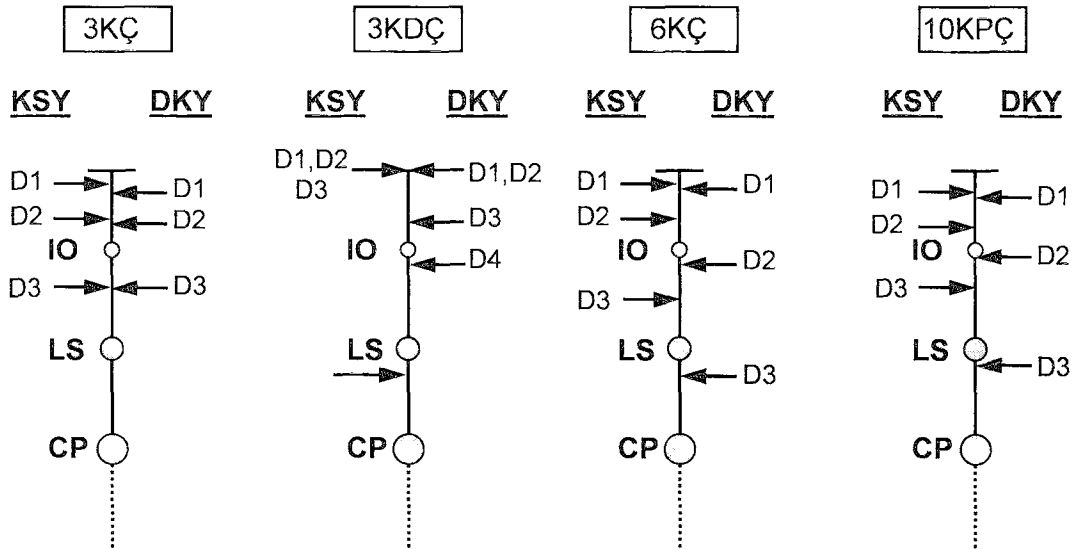 3KÇ 3KDÇ 6KÇ 10KPÇ
KSY DKY KSY DKY KSY DKY KSY DKY
D1 D1 D1,D2 D1,D2 D1 D1 D1 D1
D2 D2 D3 D3 D2 D2
IO IO D4 IO D2 IO D2
D3 D3 D3 D3
LS LS LS LS
D3 D3
CP CP CP CP